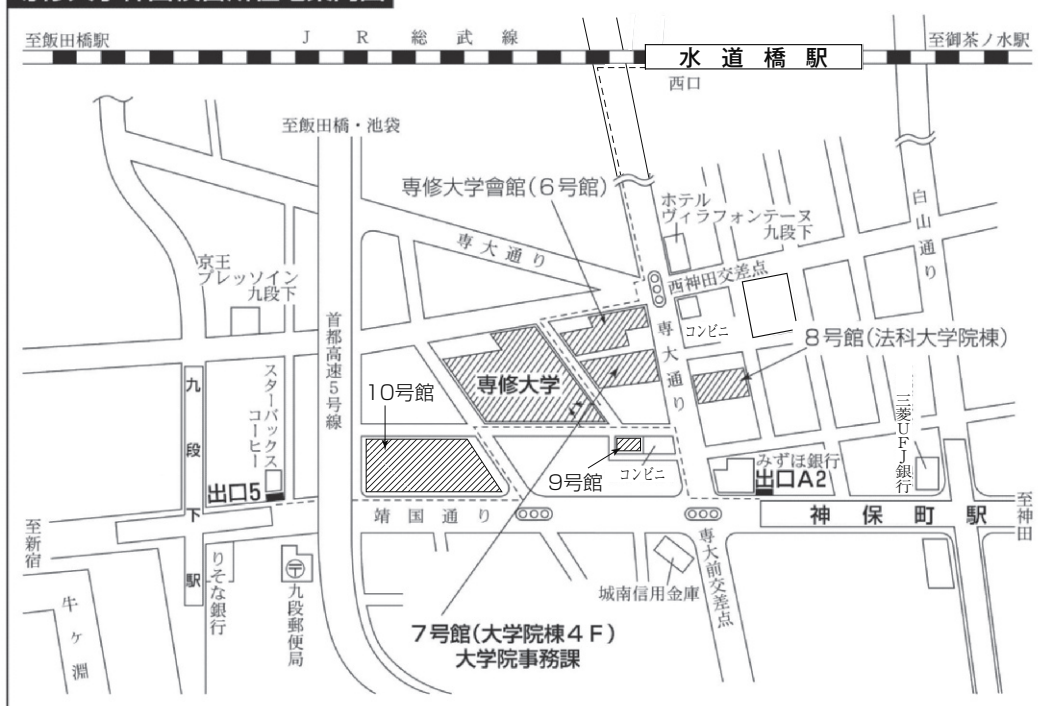 至飯田橋駅
JR総武線
水道橋駅
至御茶ノ水駅
西口
至飯田橋・池袋
専修大学會館(6号館)
ホテル
ヴィラフォンテーヌ
九段下
白山通り
専大通り
西神田交差点
京王
プレッソイン
九段下
コンビニ
専大通り
8号館(法科大学院棟)
首都高速5号線
専修大学
10号館
九段下駅
スターバックス
コーヒー
三菱UFJ銀行
みずほ銀行
出口A2
コンビニ
9号館
出口5
靖国通り
神保町駅
至神田
至新宿
りそな銀行
九段郵便局
専大前交差点
城南信用金庫
牛ヶ淵
7号館(大学院棟4F)
大学院事務課